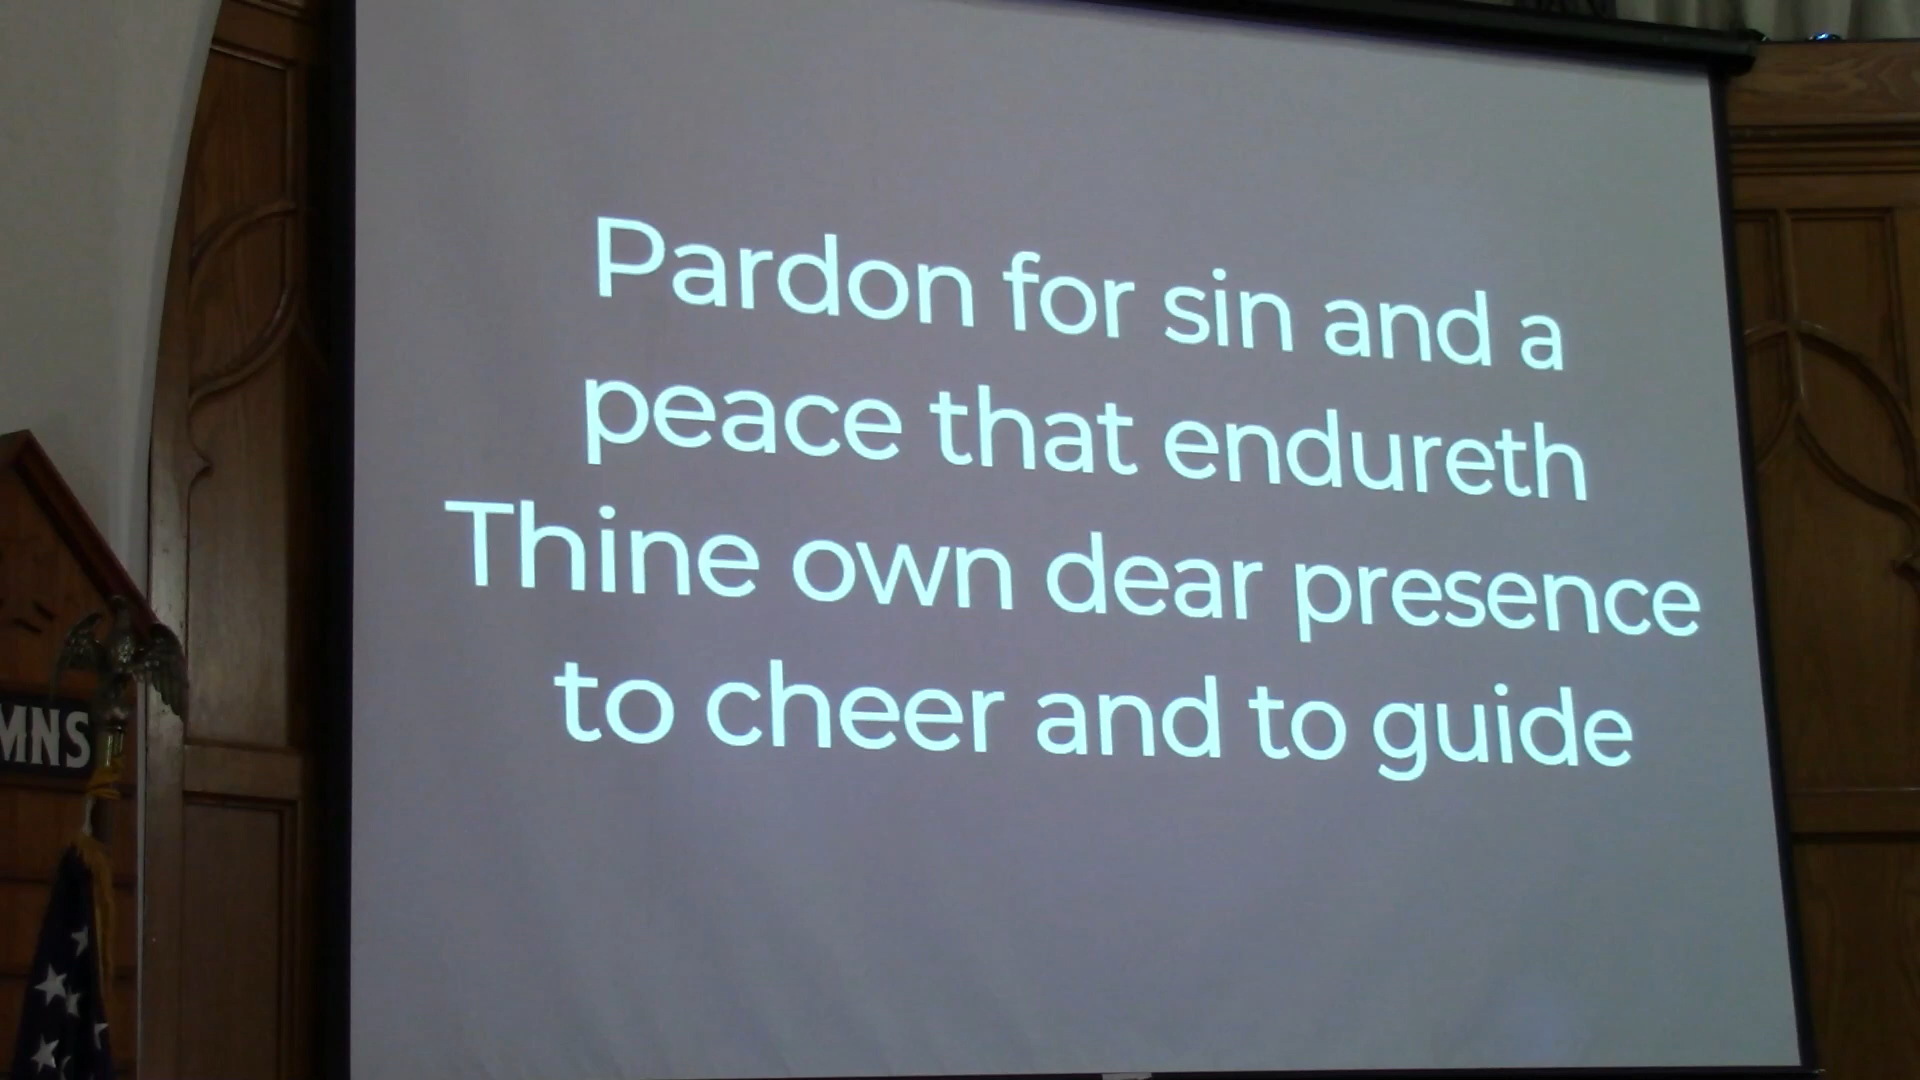 Pardon for sin and a
peace that endureth
Thine own dear presence
to cheer and to guide
MNS